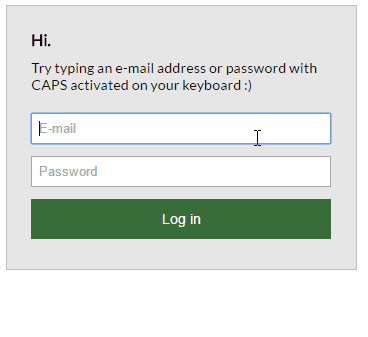 Hi.
Try typing an e-mail address or password with
CAPS activated on your keyboard :)
E-mail
Password
Log in